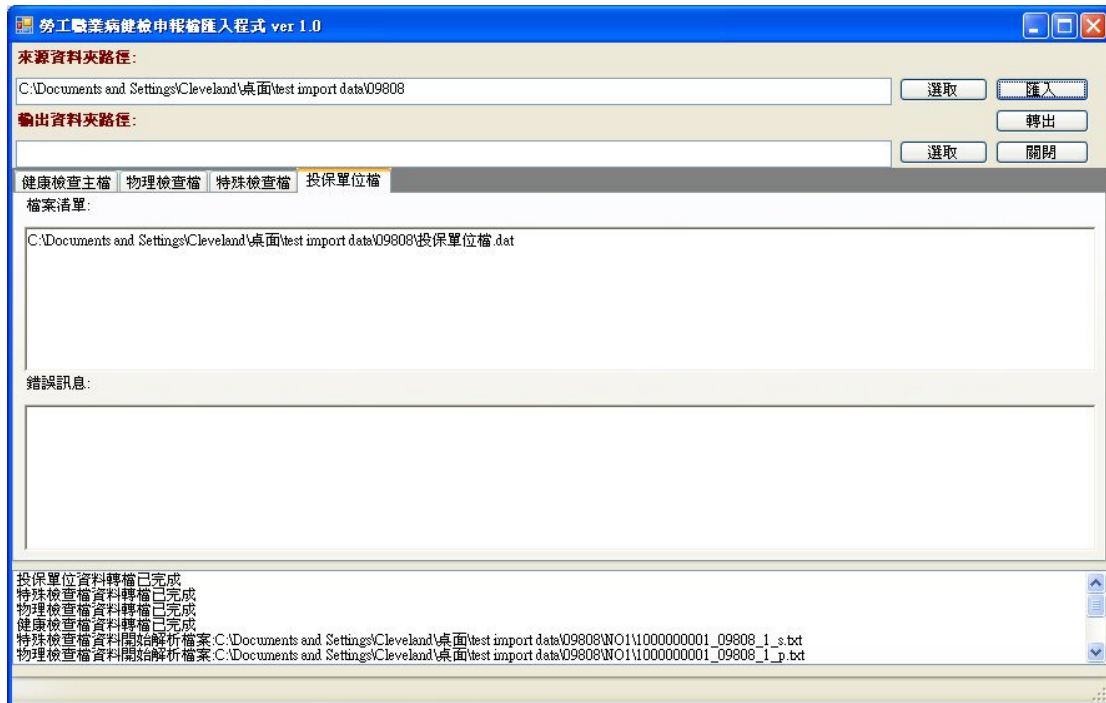 勞工職業病健檢申報檔匯入程式 ver 1.0
來源資料夾路徑:
C:\Documents and Settings\Cleveland\桌面\test import data\09808
選取
匯入
輸出資料夾路徑:
轉出
選取
關閉
健康檢查主檔 物理檢查檔 特殊檢查檔 投保單位檔
檔案清單:
C:\Documents and Settings\Cleveland\桌面\test import data\09808\投保單位檔.dat
錯誤訊息:
投保單位資料轉檔已完成
特殊檢查檔資料轉檔已完成
物理檢查檔資料轉檔已完成
健康檢查檔資料轉檔已完成
特殊檢查檔資料開始解析檔案:C:\Documents and Settings\Cleveland\桌面\test import data\09808\NO1\1000000001_09808_1_s.txt
物理檢查檔資料開始解析檔案:C:\Documents and Settings\Cleveland\桌面\test import data\09808\NO1\1000000001_09808_1_p.txt